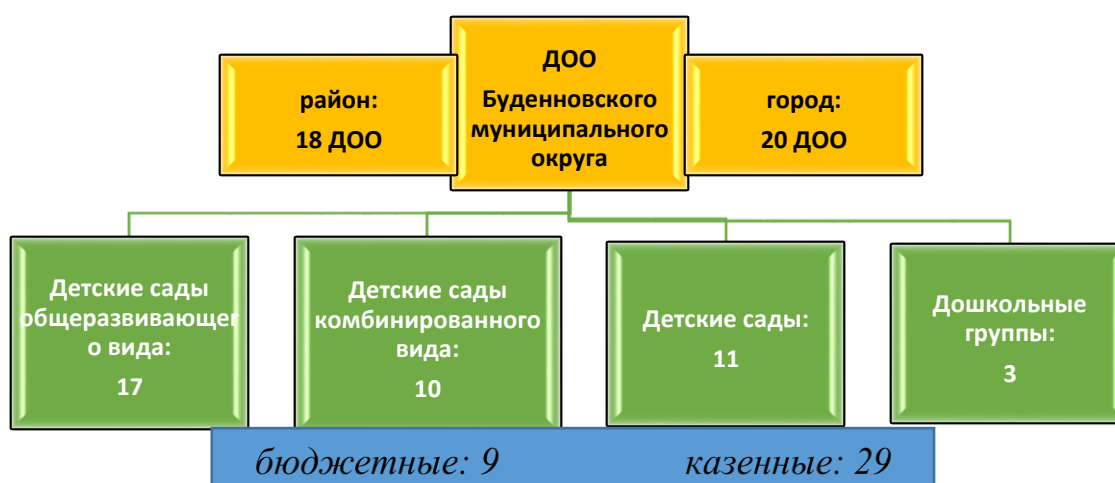 ДОО
Буденновского
муниципального
округа
район:
18 ДОО
город:
20 ДОО
Детские сады
общеразвивающег
о вида:
17
Детские сады
комбинированного
вида:
10
Детские сады:
11
Дошкольные
группы:
3
бюджетные: 9 казенные: 29